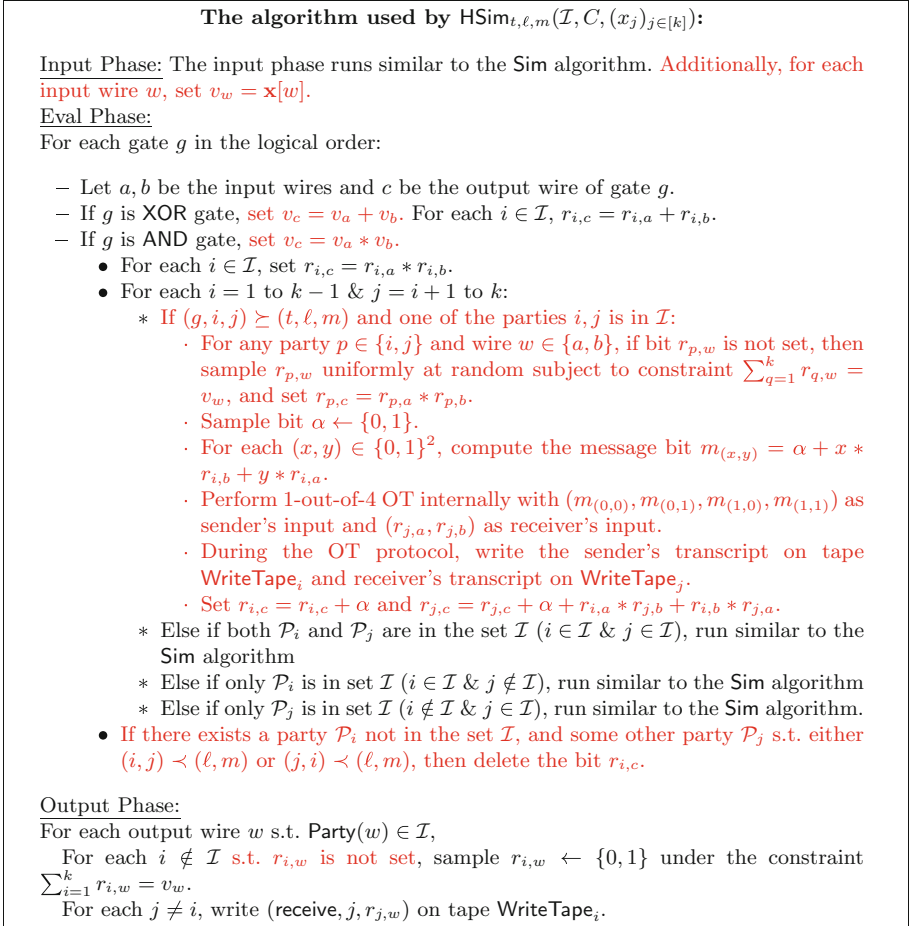 The algorithm used by HSim_{t,ℓ,m}(ℐ, C, (x_j)_{j∈[k]}):
Input Phase: The input phase runs similar to the Sim algorithm. Additionally, for each
input wire w, set v_w = x[w].
Eval Phase:
For each gate g in the logical order:
– Let a, b be the input wires and c be the output wire of gate g.
– If g is XOR gate, set v_c = v_a + v_b. For each i ∈ ℐ, r_{i,c} = r_{i,a} + r_{i,b}.
– If g is AND gate, set v_c = v_a * v_b.
• For each i ∈ ℐ, set r_{i,c} = r_{i,a} * r_{i,b}.
• For each i = 1 to k − 1 & j = i + 1 to k:
* If (g, i, j) ⪰ (t, ℓ, m) and one of the parties i, j is in ℐ:
· For any party p ∈ {i, j} and wire w ∈ {a, b}, if bit r_{p,w} is not set, then
sample r_{p,w} uniformly at random subject to constraint ∑_{q=1}^{k} r_{q,w} =
v_w, and set r_{p,c} = r_{p,a} * r_{p,b}.
· Sample bit α ← {0, 1}.
· For each (x, y) ∈ {0, 1}^2, compute the message bit m_{(x,y)} = α + x *
r_{i,b} + y * r_{i,a}.
· Perform 1-out-of-4 OT internally with (m_{(0,0)}, m_{(0,1)}, m_{(1,0)}, m_{(1,1)}) as
sender's input and (r_{j,a}, r_{j,b}) as receiver's input.
· During the OT protocol, write the sender's transcript on tape
WriteTape_i and receiver's transcript on WriteTape_j.
· Set r_{i,c} = r_{i,c} + α and r_{j,c} = r_{j,c} + α + r_{i,a} * r_{j,b} + r_{i,b} * r_{j,a}.
* Else if both 𝒫_i and 𝒫_j are in the set ℐ (i ∈ ℐ & j ∈ ℐ), run similar to the
Sim algorithm
* Else if only 𝒫_i is in set ℐ (i ∈ ℐ & j ∉ ℐ), run similar to the Sim algorithm
* Else if only 𝒫_j is in set ℐ (i ∉ ℐ & j ∈ ℐ), run similar to the Sim algorithm.
• If there exists a party 𝒫_i not in the set ℐ, and some other party 𝒫_j s.t. either
(i, j) ≺ (ℓ, m) or (j, i) ≺ (ℓ, m), then delete the bit r_{i,c}.
Output Phase:
For each output wire w s.t. Party(w) ∈ ℐ,
For each i ∉ ℐ s.t. r_{i,w} is not set, sample r_{i,w} ← {0, 1} under the constraint
∑_{i=1}^{k} r_{i,w} = v_w.
For each j ≠ i, write (receive, j, r_{j,w}) on tape WriteTape_i.